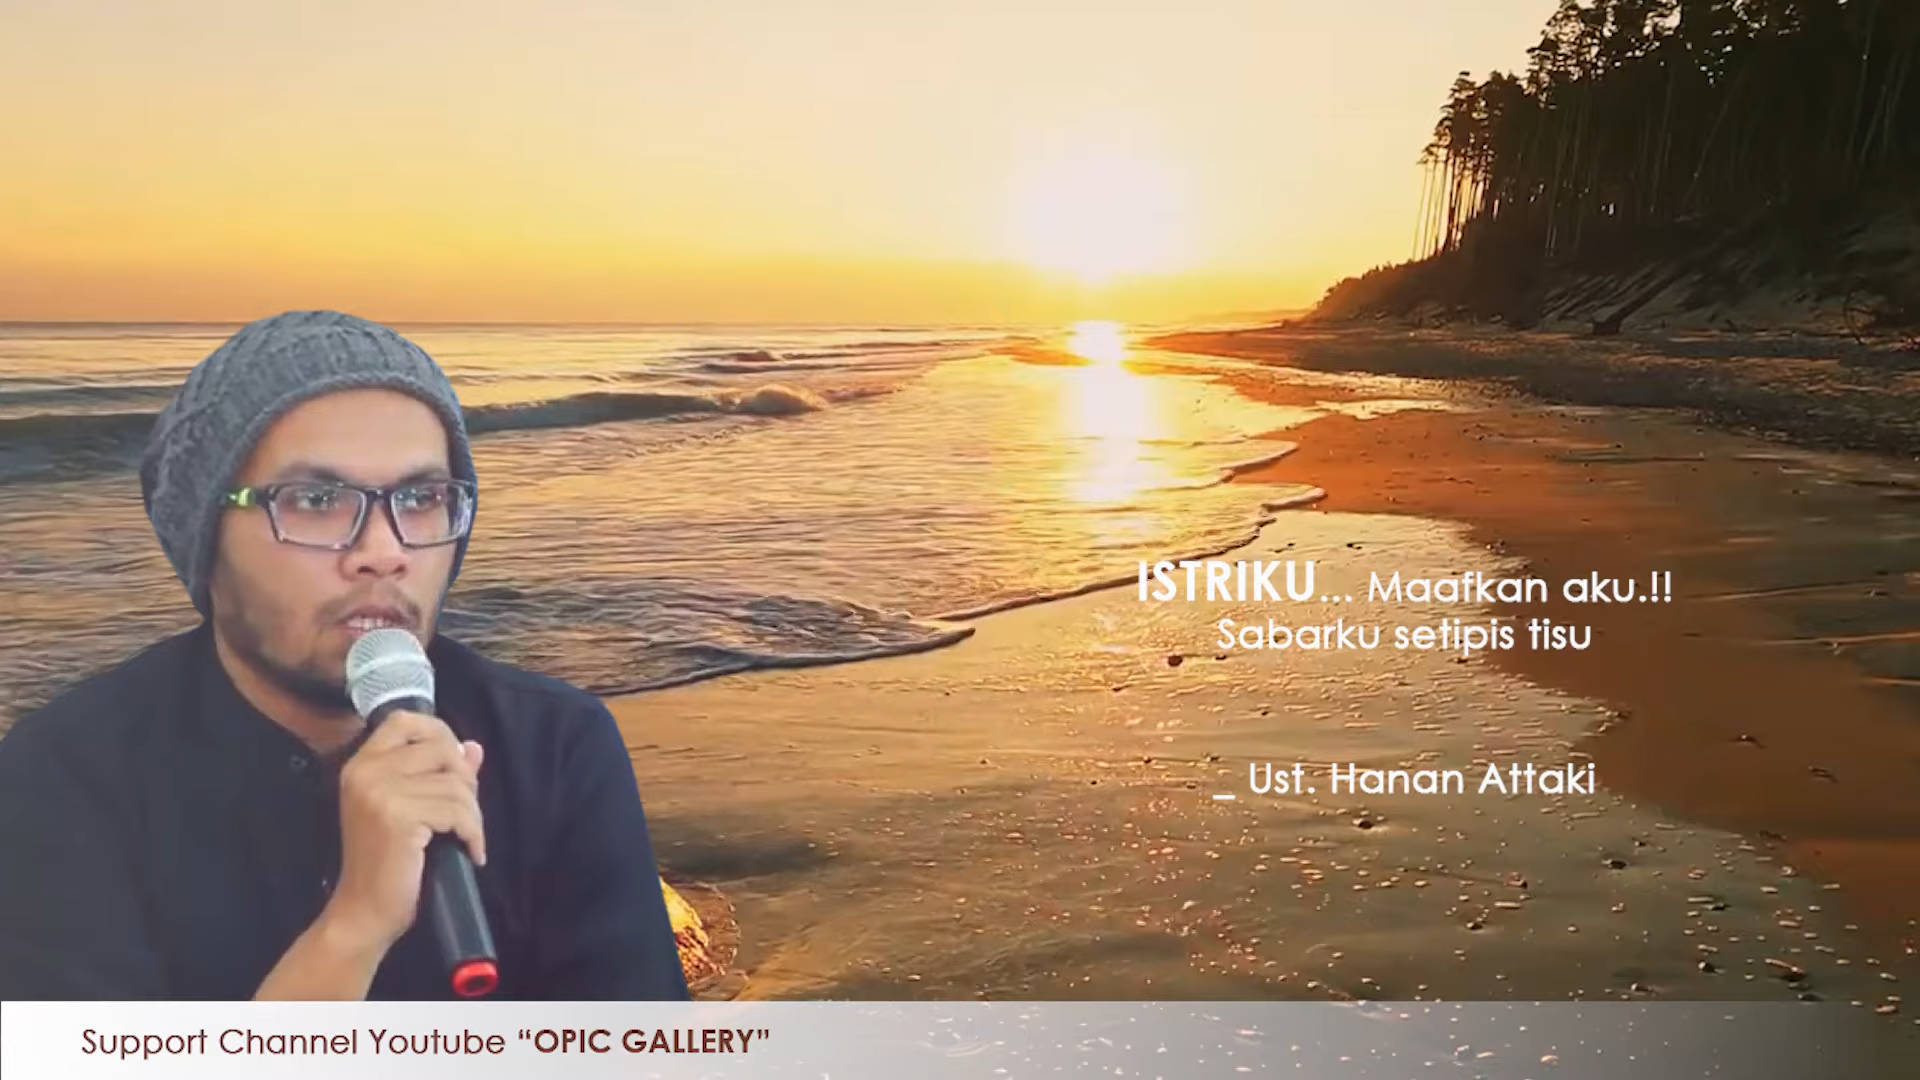 ISTRIKU... Maafkan aku.!!
Sabarku setipis tisu
_ Ust. Hanan Attaki
Support Channel Youtube “OPIC GALLERY”